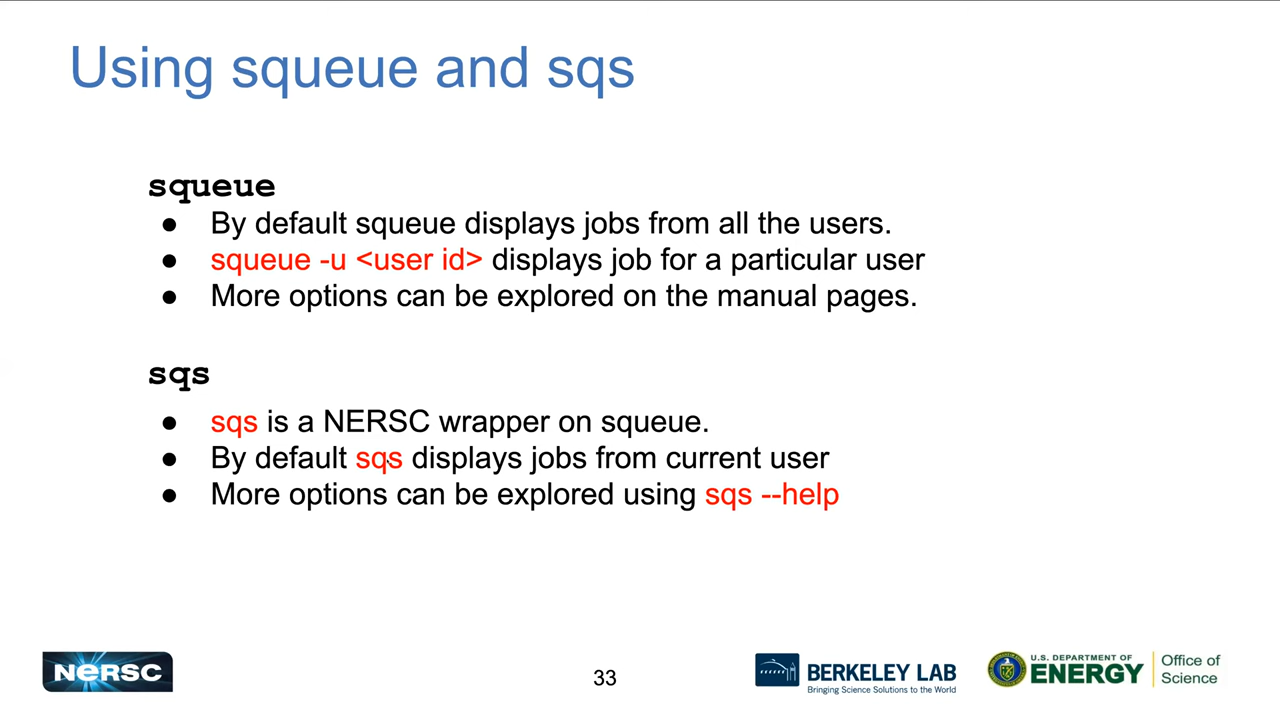 Using squeue and sqs
squeue
● By default squeue displays jobs from all the users.
● squeue -u <user id> displays job for a particular user
● More options can be explored on the manual pages.
sqs
● sqs is a NERSC wrapper on squeue.
● By default sqs displays jobs from current user
● More options can be explored using sqs --help
NERSC
33
BERKELEY LAB
Bringing Science Solutions to the World
U.S. DEPARTMENT OF
ENERGY
Office of
Science